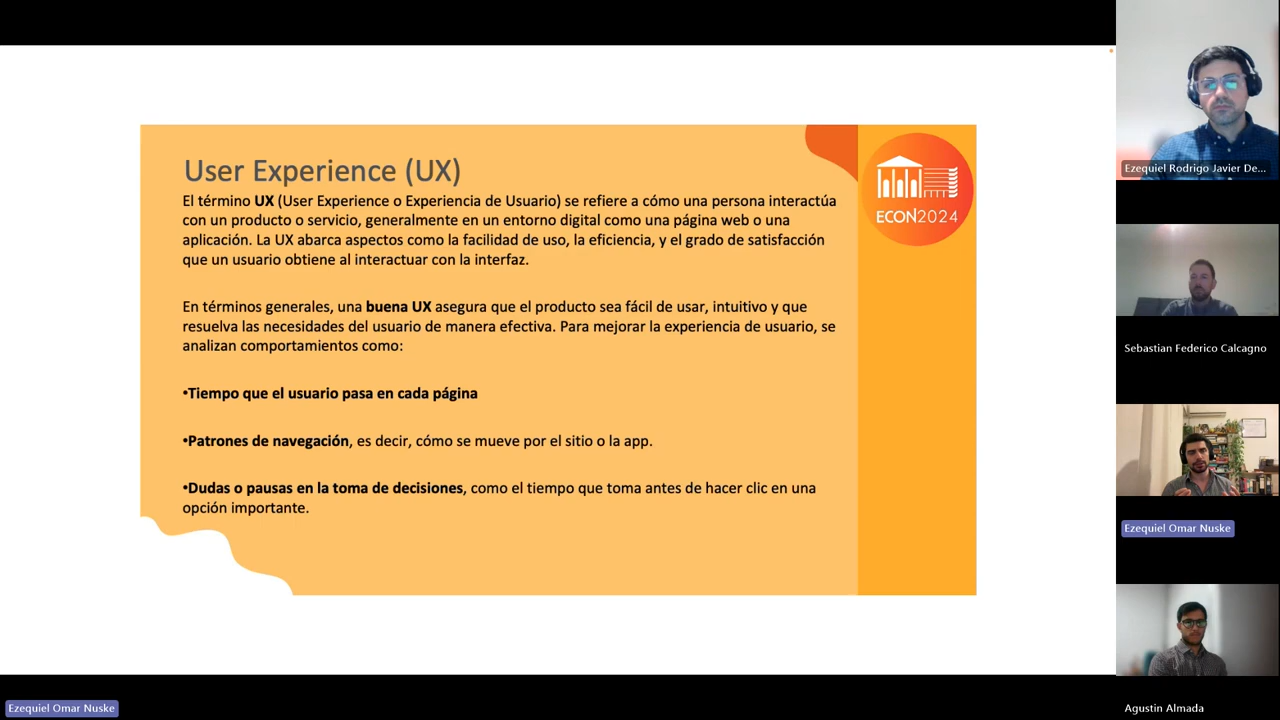 User Experience (UX)
El término UX (User Experience o Experiencia de Usuario) se refiere a cómo una persona interactúa
con un producto o servicio, generalmente en un entorno digital como una página web o una
aplicación. La UX abarca aspectos como la facilidad de uso, la eficiencia, y el grado de satisfacción
que un usuario obtiene al interactuar con la interfaz.
En términos generales, una buena UX asegura que el producto sea fácil de usar, intuitivo y que
resuelva las necesidades del usuario de manera efectiva. Para mejorar la experiencia de usuario, se
analizan comportamientos como:
•Tiempo que el usuario pasa en cada página
•Patrones de navegación, es decir, cómo se mueve por el sitio o la app.
•Dudas o pausas en la toma de decisiones, como el tiempo que toma antes de hacer clic en una
opción importante.
ECON2024
Ezequiel Rodrigo Javier De...
Sebastian Federico Calcagno
Ezequiel Omar Nuske
Agustin Almada
Ezequiel Omar Nuske